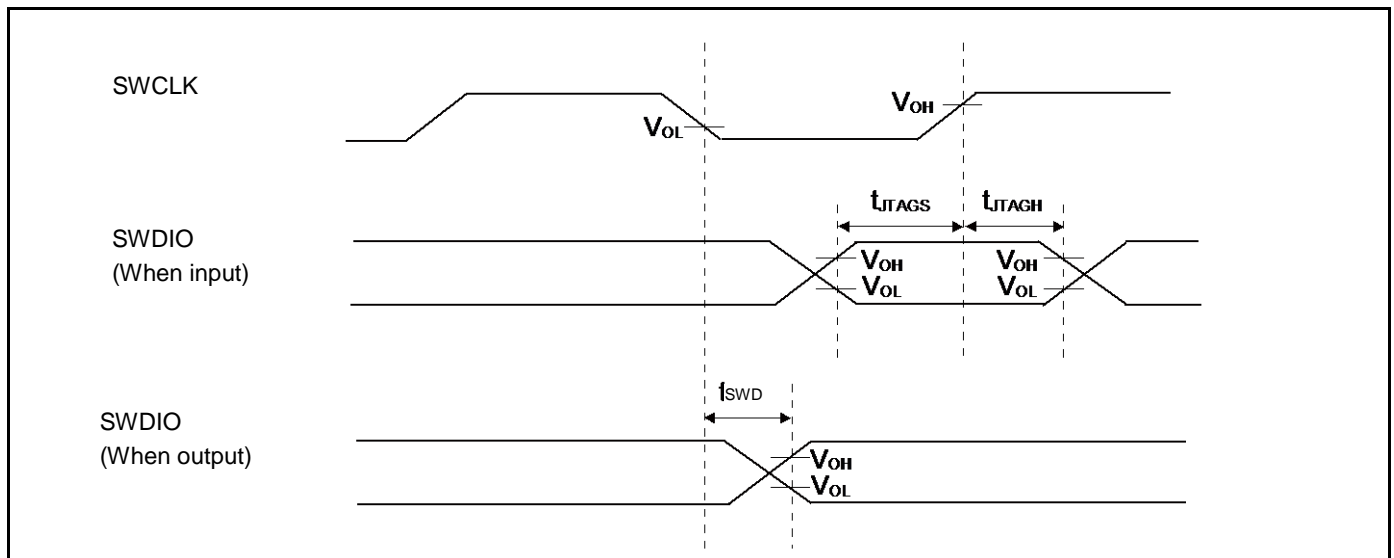 SWCLK
VOH
VOL
tJTAGS
tJTAGH
SWDIO
(When input)
VOH
VOH
VOL
VOL
tSWD
SWDIO
(When output)
VOH
VOL